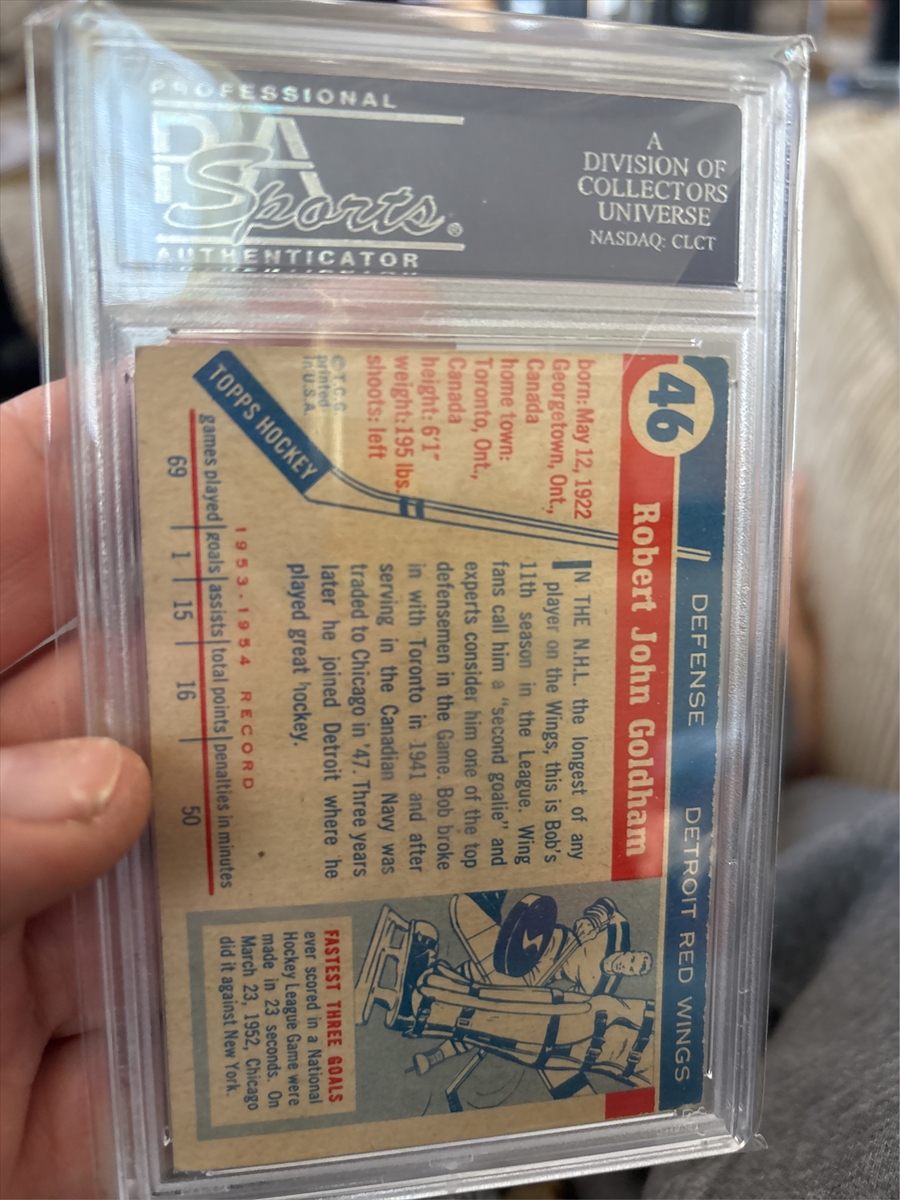 PROFESSIONAL
PSA
Sports®
AUTHENTICATOR
A
DIVISION OF
COLLECTORS
UNIVERSE
NASDAQ: CLCT
46
DEFENSE DETROIT RED WINGS
Robert John Goldham
born: May 12, 1922
Georgetown, Ont.,
Canada
home town:
Toronto, Ont.,
Canada
height: 6'1"
weight: 195 lbs.
shoots: left
© T.C.G
printed
in U.S.A.
TOPPS HOCKEY
IN THE N.H.L. the longest of any
player on the Wings, this is Bob's
11th season in the League. Wing
fans call him a "second goalie" and
experts consider him one of the top
defensemen in the Game. Bob broke
in with Toronto in 1941 and after
serving in the Canadian Navy was
traded to Chicago in '47. Three years
later he joined Detroit where he
played great hockey.
1953-1954 RECORD
games played goals assists total points penalties in minutes
69 1 15 16 50
FASTEST THREE GOALS
ever scored in a National
Hockey League Game were
made in 23 seconds. On
March 23, 1952, Chicago
did it against New York.